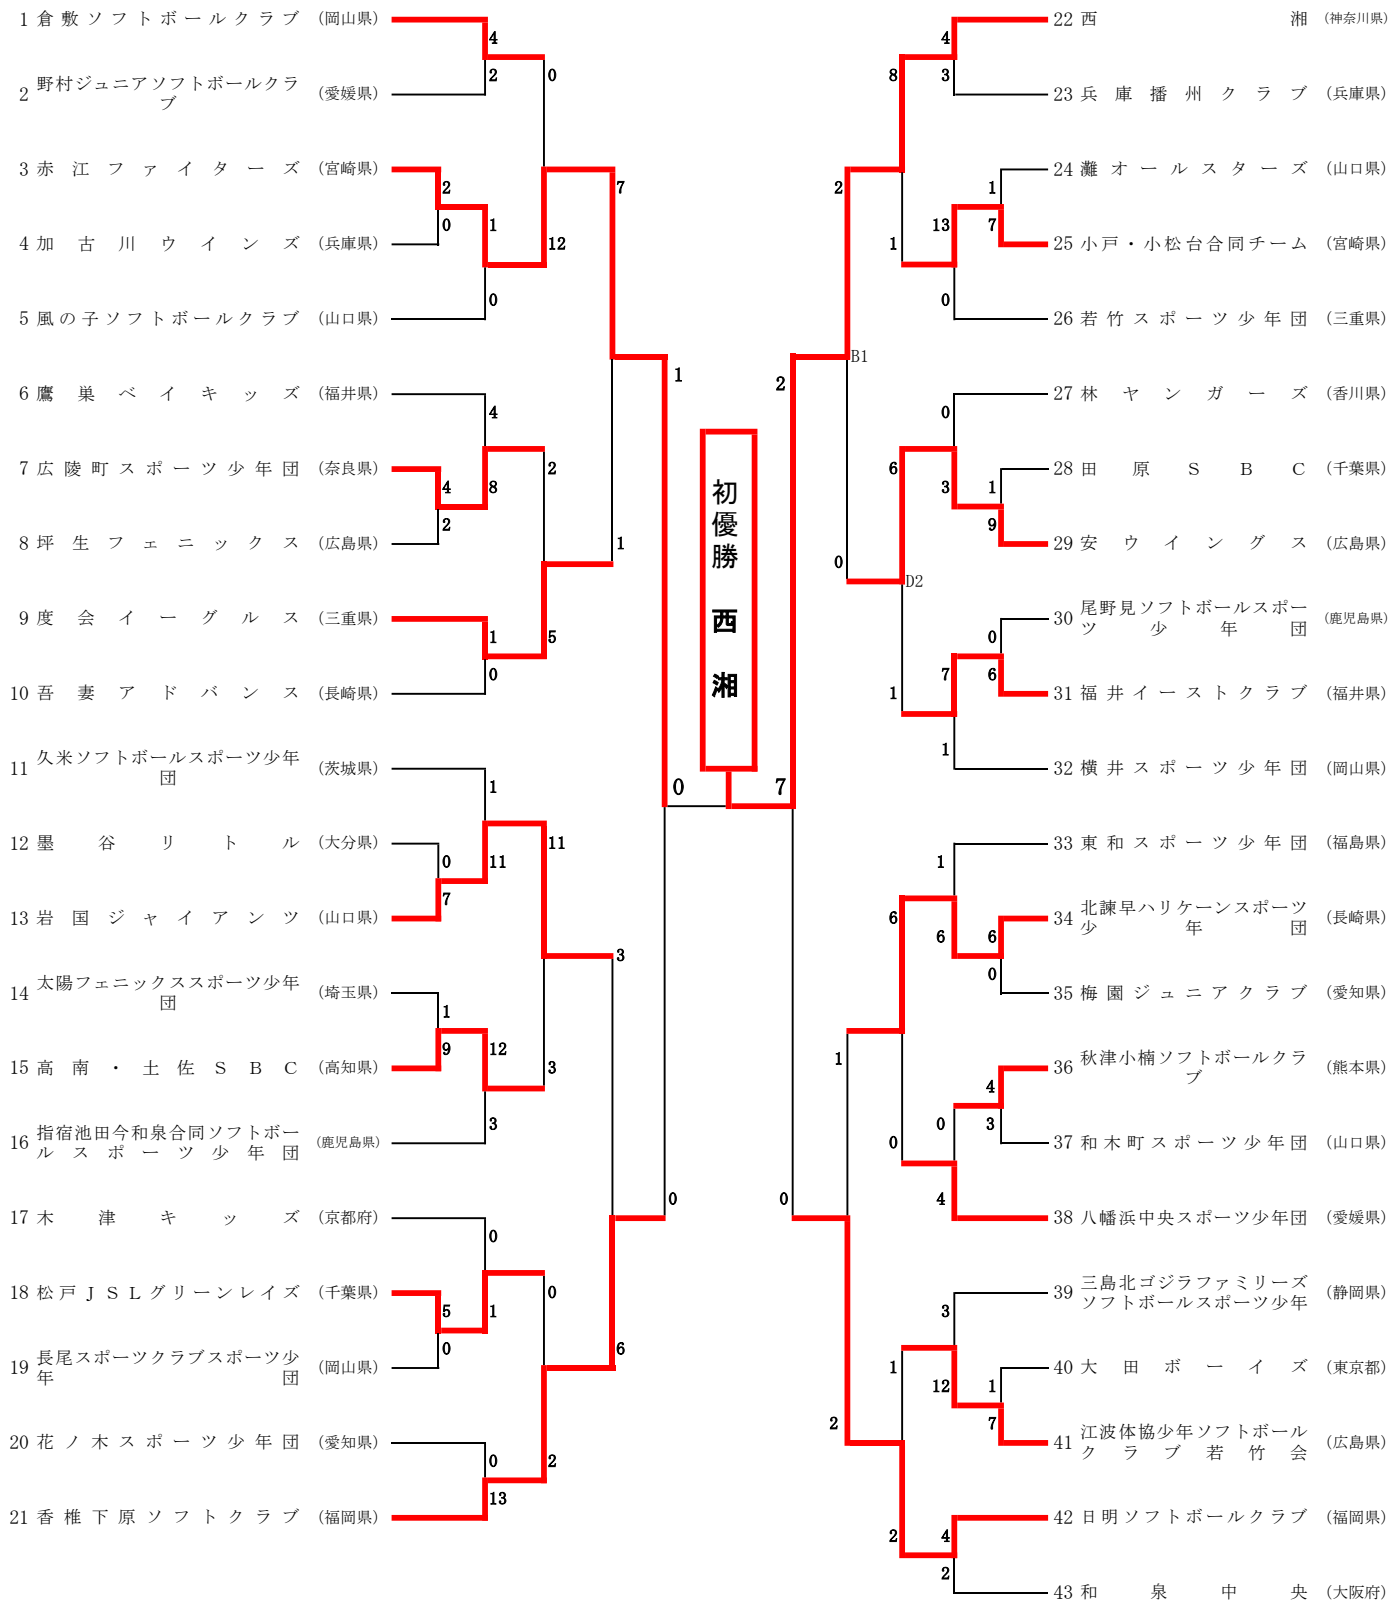 1 倉敷ソフトボールクラブ (岡山県)
4
2
0
2 野村ジュニアソフトボールクラ
ブ
(愛媛県)
3 赤江ファイターズ (宮崎県)
2
0
1
12
7
4 加古川ウインズ (兵庫県)
0
5 風の子ソフトボールクラブ (山口県)
1
6 鷹巣ベイキッズ (福井県)
4
7 広陵町スポーツ少年団 (奈良県)
4
2
8
2
8 坪生フェニックス (広島県)
1
9 度会イーグルス (三重県)
1
0
5
10 吾妻アドバンス (長崎県)
11 久米ソフトボールスポーツ少年
団
(茨城県)
1
0
12 墨谷リトル (大分県)
0
7
11
11
13 岩国ジャイアンツ (山口県)
3
14 太陽フェニックススポーツ少年
団
(埼玉県)
1
9
12
3
15 高南・土佐SBC (高知県)
3
16 指宿池田今和泉合同ソフトボー
ルスポーツ少年団
(鹿児島県)
0
17 木津キッズ (京都府)
0
18 松戸JSLグリーンレイズ (千葉県)
5
0
1
0
6
19 長尾スポーツクラブスポーツ少
年団
(岡山県)
20 花ノ木スポーツ少年団 (愛知県)
0
13
2
21 香椎下原ソフトクラブ (福岡県)
初優勝 西湘
22 西湘 (神奈川県)
4
3
8
23 兵庫播州クラブ (兵庫県)
2
24 灘オールスターズ (山口県)
1
7
13
1
25 小戸・小松台合同チーム (宮崎県)
0
26 若竹スポーツ少年団 (三重県)
B1
2
27 林ヤンガーズ (香川県)
0
6
3
28 田原SBC (千葉県)
1
9
29 安ウイングス (広島県)
0
D2
30 尾野見ソフトボールスポー
ツ少年団
(鹿児島県)
0
6
7
1
31 福井イーストクラブ (福井県)
1
32 横井スポーツ少年団 (岡山県)
7
33 東和スポーツ少年団 (福島県)
1
6
6
34 北諫早ハリケーンスポーツ
少年団
(長崎県)
6
0
35 梅園ジュニアクラブ (愛知県)
1
36 秋津小楠ソフトボールクラ
ブ
(熊本県)
4
3
0
0
37 和木町スポーツ少年団 (山口県)
4
0
38 八幡浜中央スポーツ少年団 (愛媛県)
39 三島北ゴジラファミリーズ
ソフトボールスポーツ少年
(静岡県)
3
1
12
40 大田ボーイズ (東京都)
1
7
2
41 江波体協少年ソフトボール
クラブ若竹会
(広島県)
42 日明ソフトボールクラブ (福岡県)
2
4
2
43 和泉中央 (大阪府)